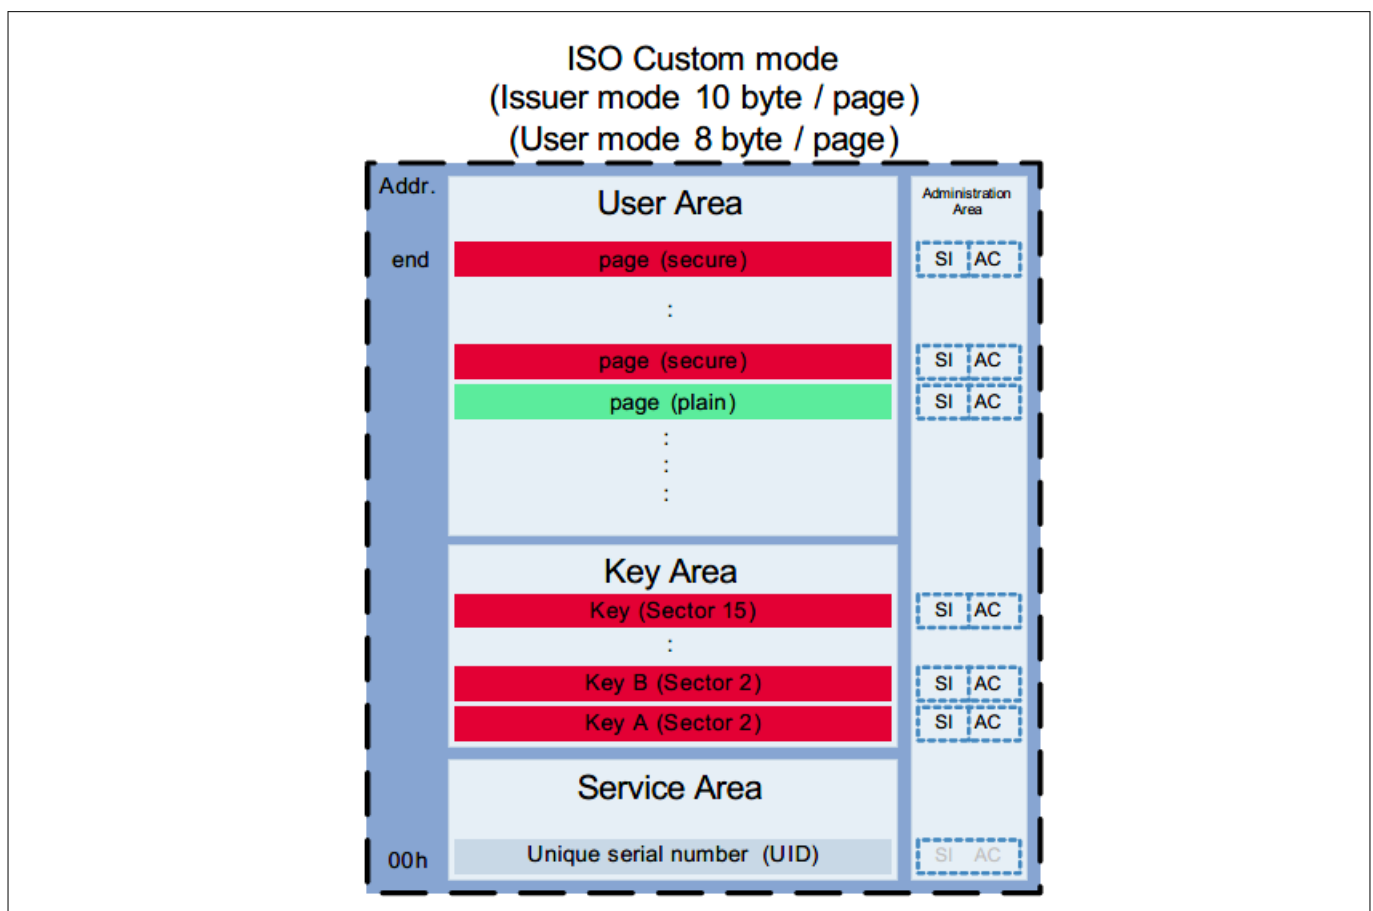 ISO Custom mode
(Issuer mode 10 byte / page)
(User mode 8 byte / page)
Addr.
User Area
Administration
Area
end
page (secure)
SI AC
:
page (secure)
SI AC
page (plain)
SI AC
:
:
:
Key Area
Key (Sector 15)
SI AC
:
Key B (Sector 2)
SI AC
Key A (Sector 2)
SI AC
Service Area
00h
Unique serial number (UID)
SI AC